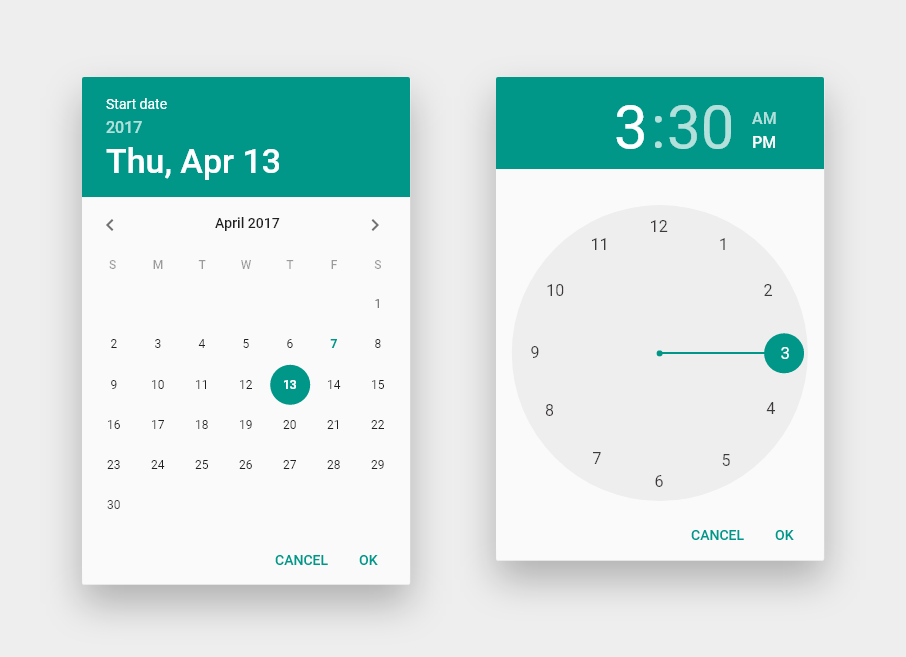 Start date
2017
Thu, Apr 13
April 2017
S M T W T F S
1
2 3 4 5 6 7 8
9 10 11 12 13 14 15
16 17 18 19 20 21 22
23 24 25 26 27 28 29
30
CANCEL OK
3:30
AM
PM
12
11 1
10 2
9 3
8 4
7 5
6
CANCEL OK